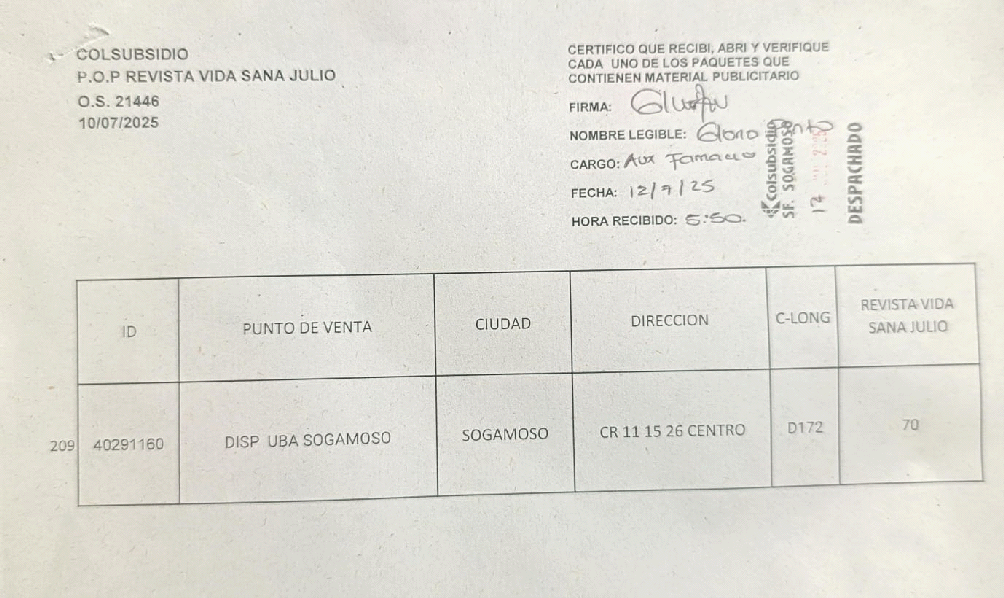 COLSUBSIDIO
P.O.P REVISTA VIDA SANA JULIO
O.S. 21446
10/07/2025
CERTIFICO QUE RECIBI, ABRI Y VERIFIQUE
CADA UNO DE LOS PAQUETES QUE
CONTIENEN MATERIAL PUBLICITARIO
FIRMA:
NOMBRE LEGIBLE:
CARGO: Aux
FECHA: 12/7/25
HORA RECIBIDO: 5:50.
Colsubsidio
SF. SOGAMOSO
DESPACHADO
ID PUNTO DE VENTA CIUDAD DIRECCION C-LONG REVISTA VIDA
SANA JULIO
209 40291160 DISP UBA SOGAMOSO SOGAMOSO CR 11 15 26 CENTRO D172 70